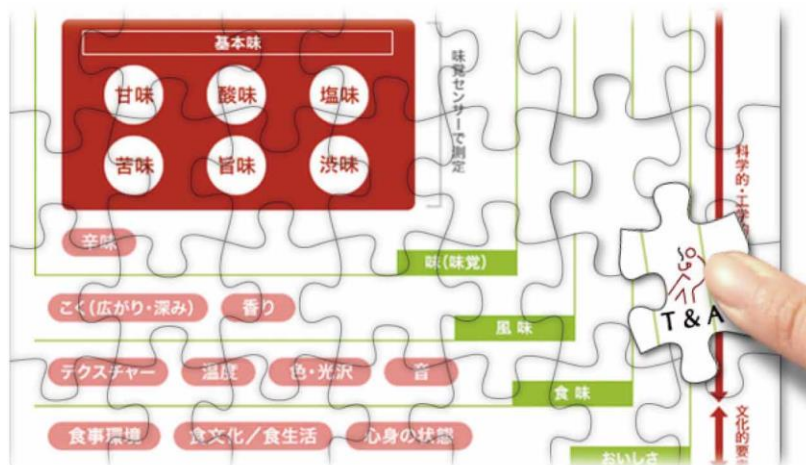 基本味
甘味 酸味 塩味
苦味 旨味 渋味
味覚センサーで測定
辛味
味(味覚)
こく(広がり・深み) 香り
風味
テクスチャー 温度 色・光沢 音
食味
食事環境 食文化/食生活 心身の状態
おいしさ
科学的・工学的
T & A
文化的要